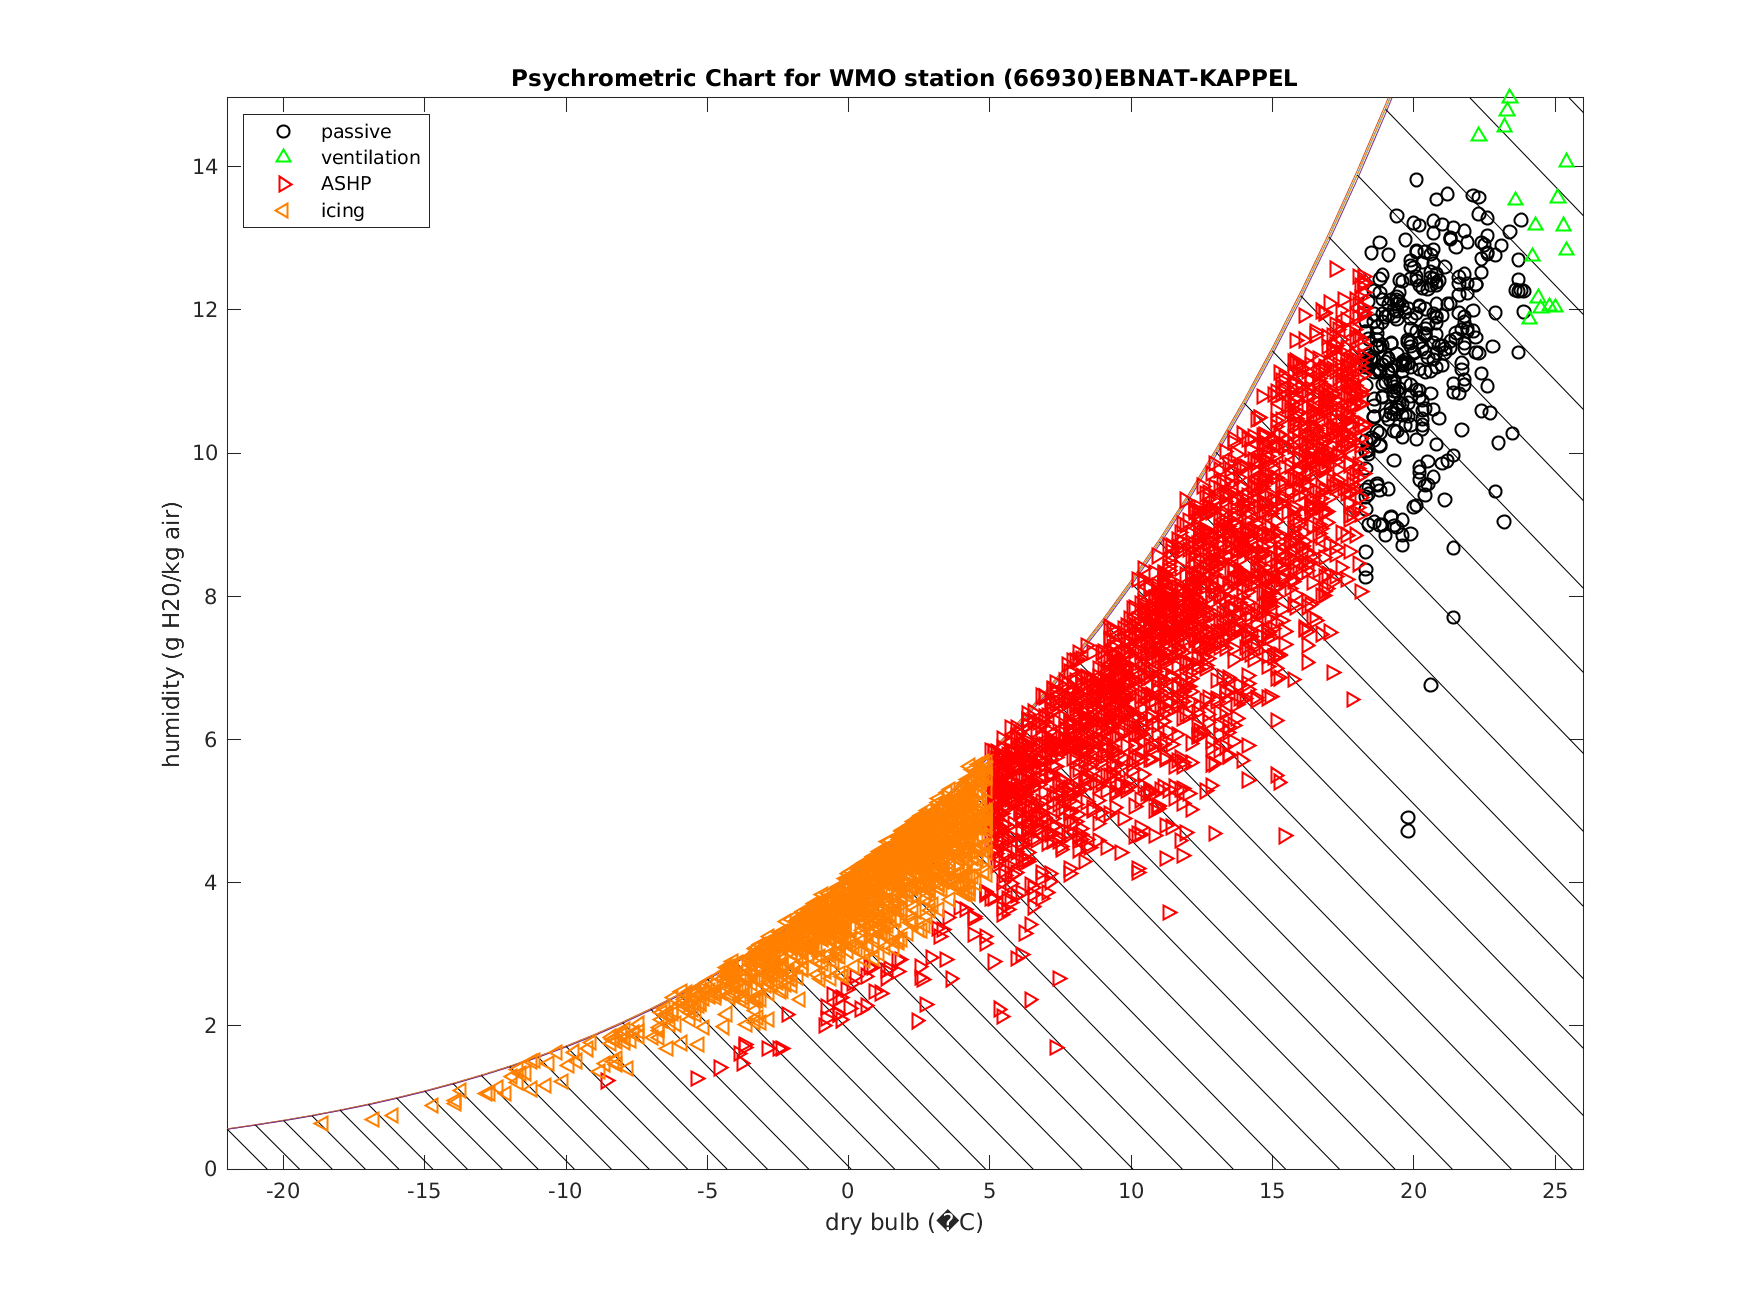 Psychrometric Chart for WMO station (66930)EBNAT-KAPPEL
passive
ventilation
ASHP
icing
humidity (g H20/kg air)
14
12
10
8
6
4
2
0
-20 -15 -10 -5 0 5 10 15 20 25
dry bulb (�C)